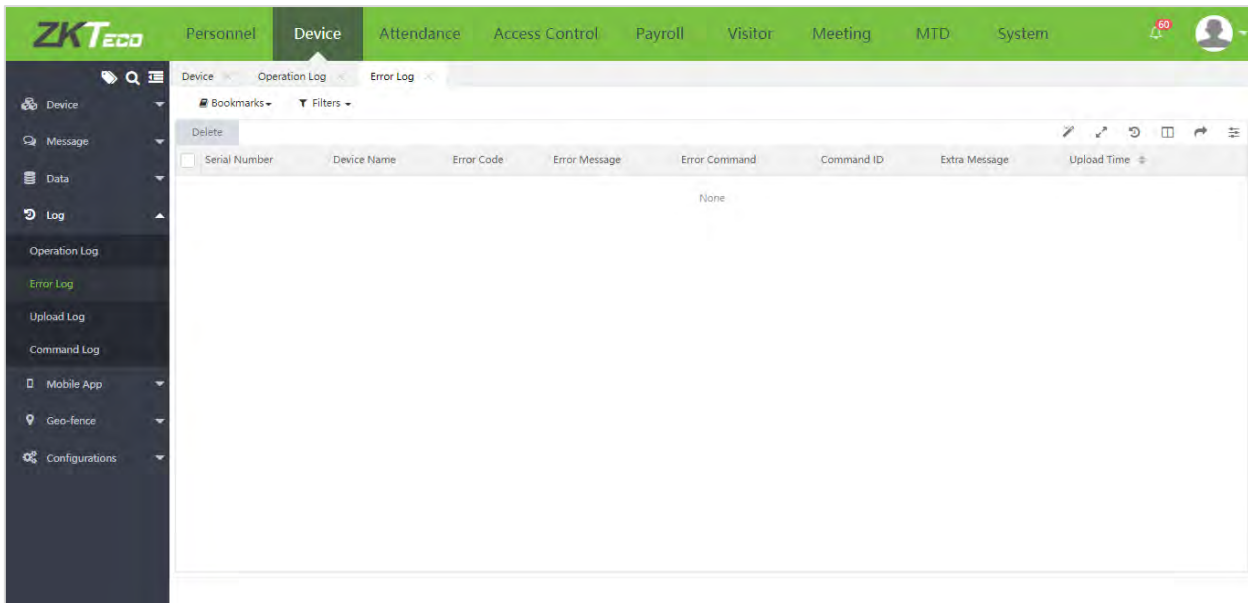 ZKTECO Personnel Device Attendance Access Control Payroll Visitor Meeting MTD System 60
Device Operation Log Error Log
Device
Bookmarks Filters
Message
Delete
Serial Number Device Name Error Code Error Message Error Command Command ID Extra Message Upload Time
Data
None
Log
Operation Log
Error Log
Upload Log
Command Log
Mobile App
Geo-fence
Configurations